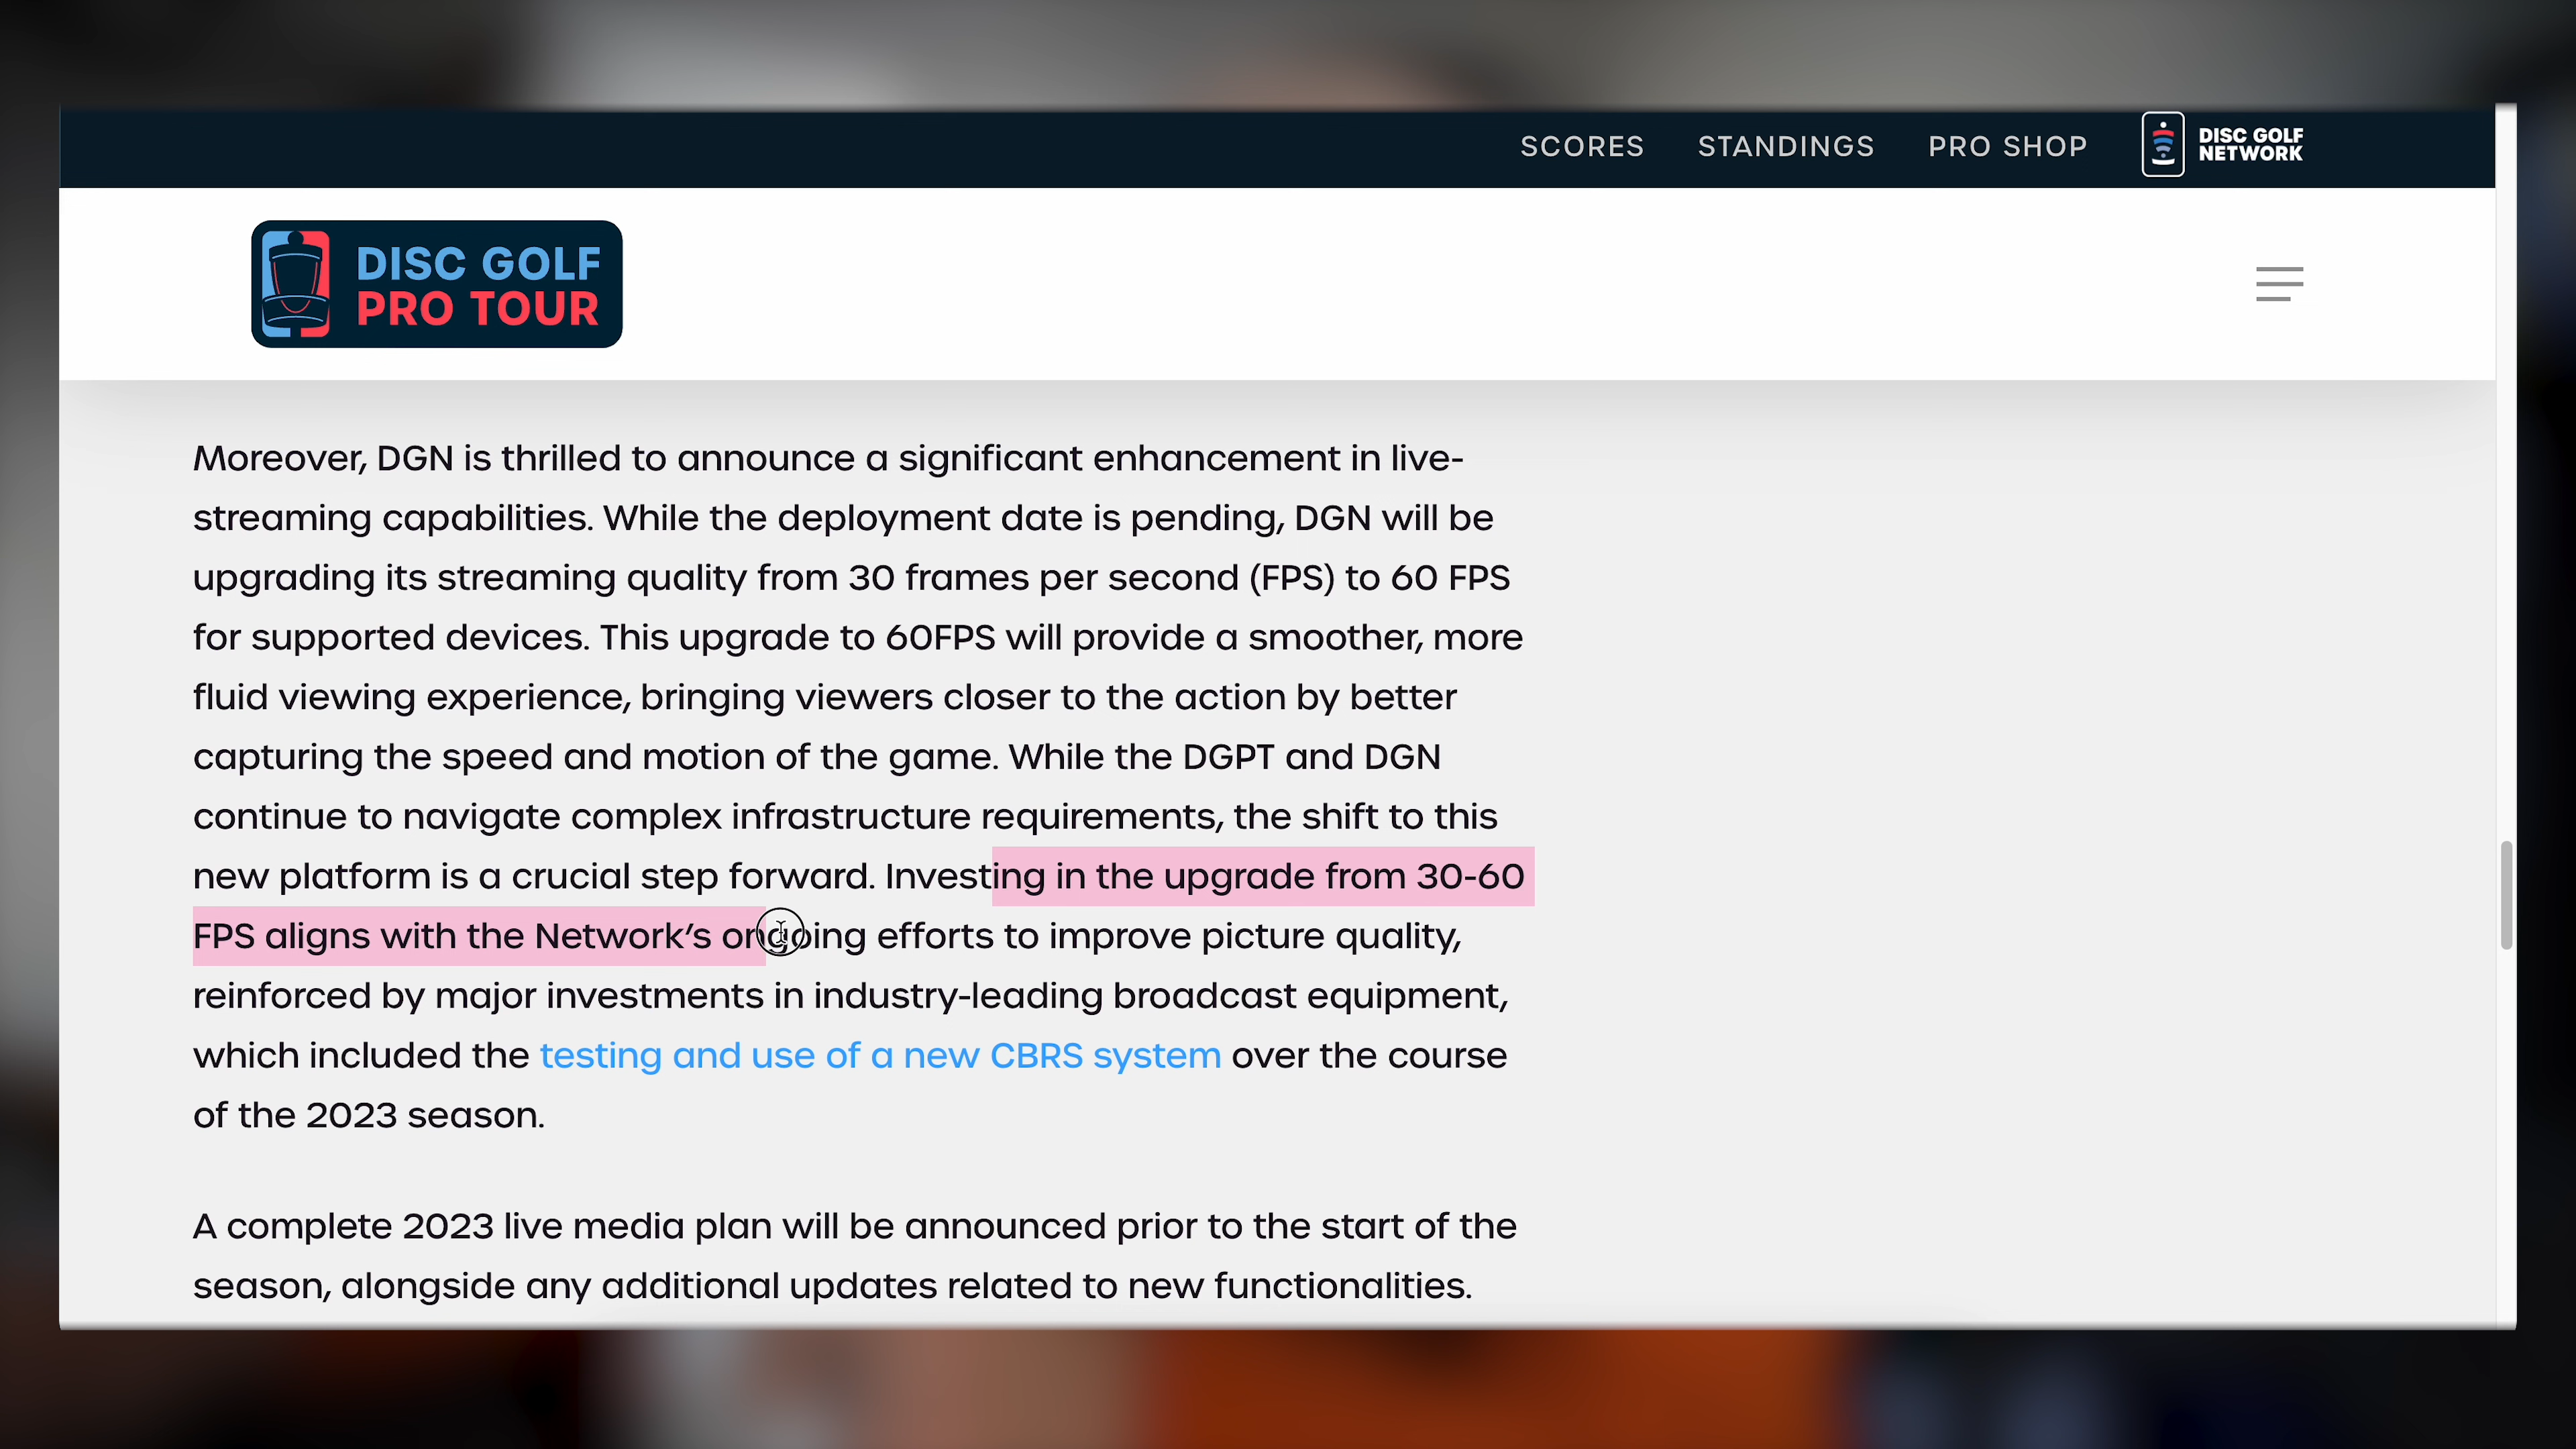 SCORES STANDINGS PRO SHOP DISC GOLF NETWORK
DISC GOLF
PRO TOUR
Moreover, DGN is thrilled to announce a significant enhancement in live-
streaming capabilities. While the deployment date is pending, DGN will be
upgrading its streaming quality from 30 frames per second (FPS) to 60 FPS
for supported devices. This upgrade to 60FPS will provide a smoother, more
fluid viewing experience, bringing viewers closer to the action by better
capturing the speed and motion of the game. While the DGPT and DGN
continue to navigate complex infrastructure requirements, the shift to this
new platform is a crucial step forward. Investing in the upgrade from 30-60
FPS aligns with the Network’s ongoing efforts to improve picture quality,
reinforced by major investments in industry-leading broadcast equipment,
which included the testing and use of a new CBRS system over the course
of the 2023 season.
A complete 2023 live media plan will be announced prior to the start of the
season, alongside any additional updates related to new functionalities.